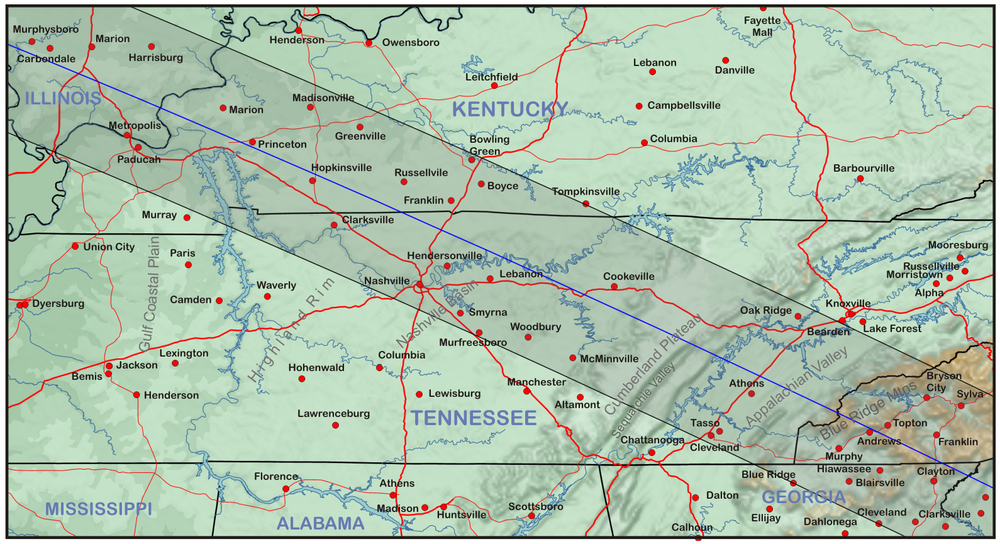 Murphysboro
Carbondale
Marion
Harrisburg
ILLINOIS
Metropolis
Paducah
Henderson
Owensboro
Leitchfield
Madisonville
Marion
Princeton
Greenville
KENTUCKY
Fayette
Mall
Lebanon
Danville
Campbellsville
Columbia
Bowling
Green
Hopkinsville
Russellville
Boyce
Franklin
Tompkinsville
Barbourville
Murray
Clarksville
Union City
Paris
Gulf Coastal Plain
Camden
Waverly
Highland Rim
Dyersburg
Hendersonville
Nashville
Lebanon
Cookeville
Nashville Basin
Smyrna
Woodbury
Murfreesboro
McMinnville
Mooresburg
Russellville
Morristown
Alpha
Knoxville
Oak Ridge
Bearden
Lake Forest
Cumberland Plateau
Sequatchie Valley
Appalachian Valley
Blue Ridge Mtns
Jackson
Bemis
Lexington
Henderson
Hohenwald
Columbia
Lewisburg
Lawrenceburg
TENNESSEE
Manchester
Altamont
Athens
Tasso
Cleveland
Chattanooga
Bryson
City
Sylva
Topton
Andrews
Murphy
Franklin
Hiawassee
Blairsville
Clayton
Blue Ridge
GEORGIA
Florence
Athens
Madison
Huntsville
Scottsboro
MISSISSIPPI
ALABAMA
Dalton
Calhoun
Ellijay
Dahlonega
Cleveland
Clarksville